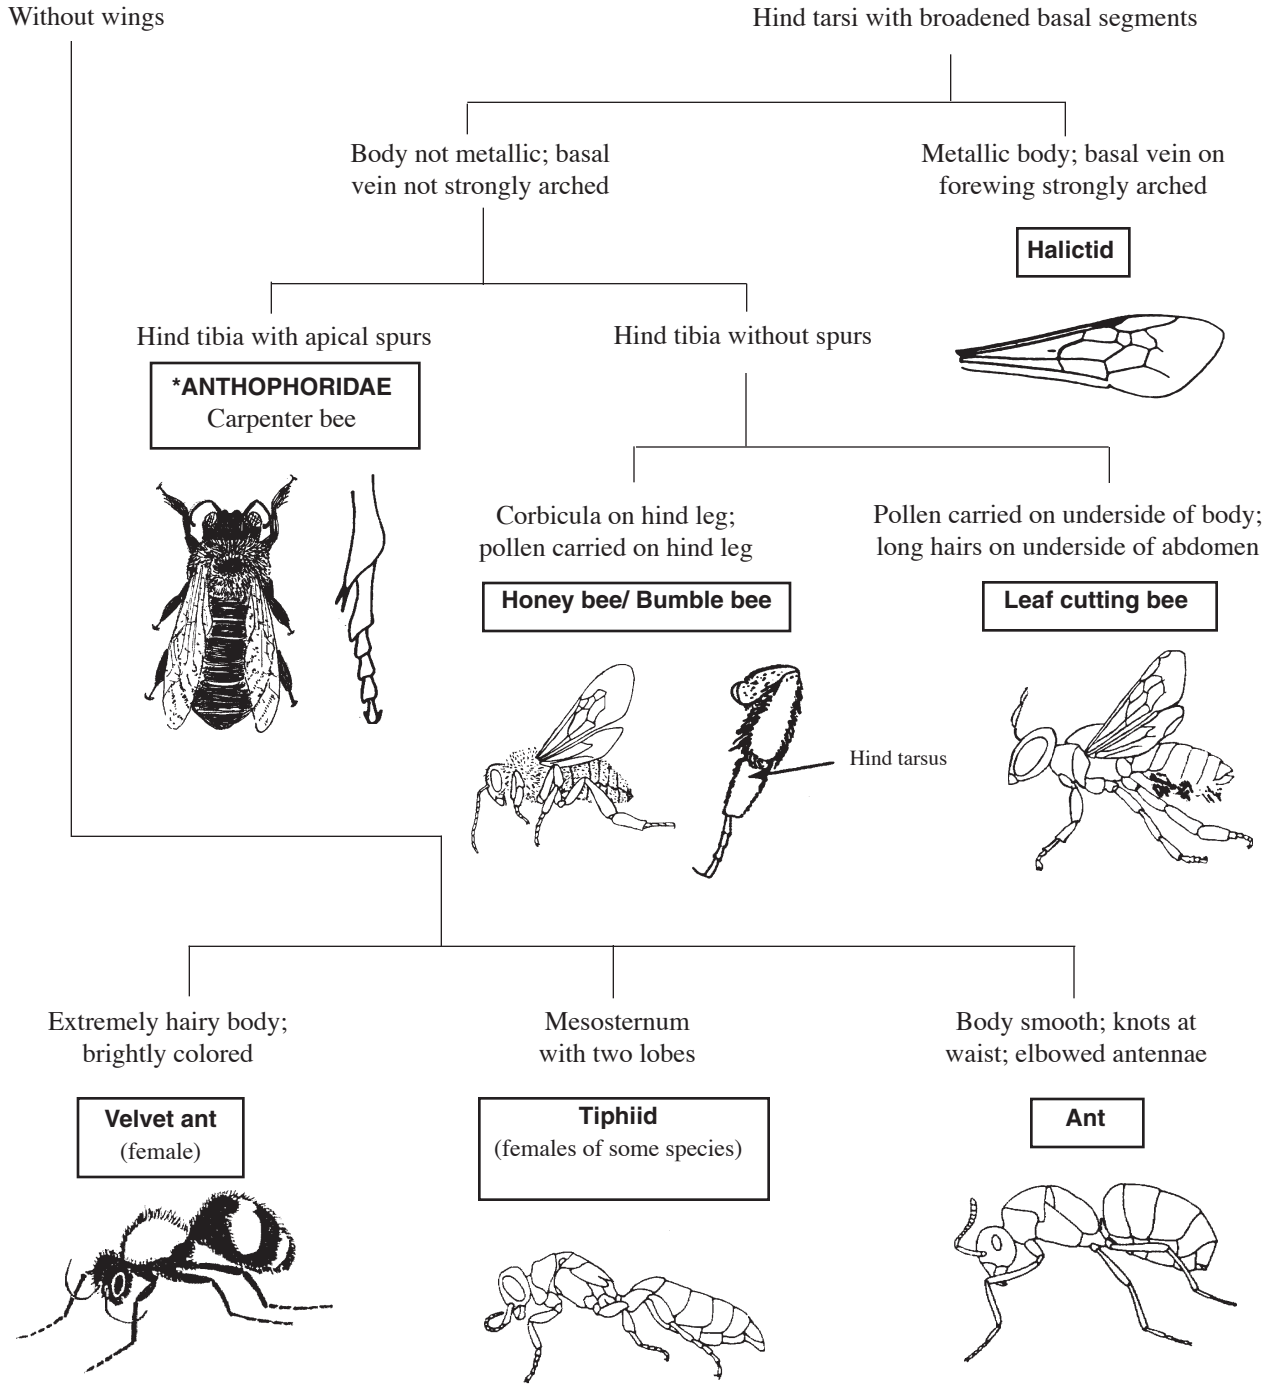 Without wings
Hind tarsi with broadened basal segments
Body not metallic; basal
vein not strongly arched
Metallic body; basal vein on
forewing strongly arched
Halictid
Hind tibia with apical spurs
*ANTHOPHORIDAE
Carpenter bee
Hind tibia without spurs
Corbicula on hind leg;
pollen carried on hind leg
Honey bee/ Bumble bee
Pollen carried on underside of body;
long hairs on underside of abdomen
Leaf cutting bee
Hind tarsus
Extremely hairy body;
brightly colored
Velvet ant
(female)
Mesosternum
with two lobes
Tiphiid
(females of some species)
Body smooth; knots at
waist; elbowed antennae
Ant